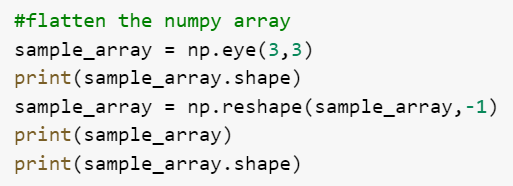 #flatten the numpy array
sample_array = np.eye(3,3)
print(sample_array.shape)
sample_array = np.reshape(sample_array,-1)
print(sample_array)
print(sample_array.shape)